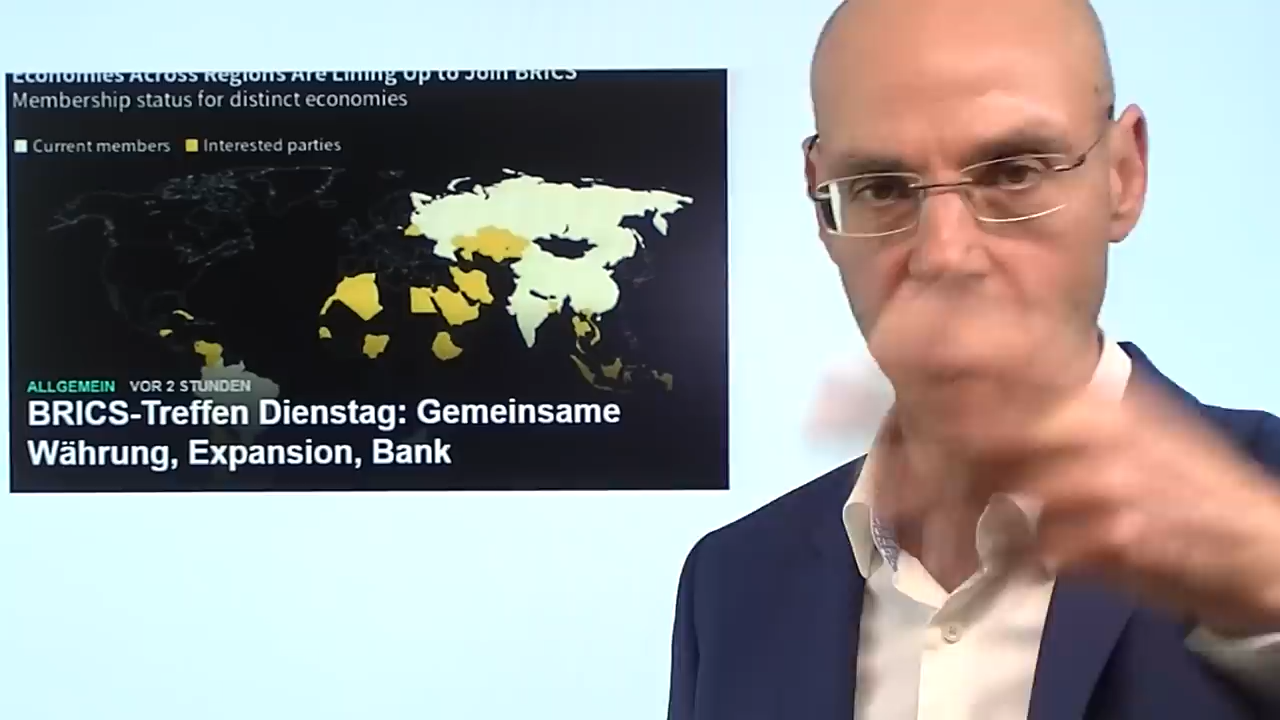 Economies Across Regions Are Lining Up to Join BRICS
Membership status for distinct economies
Current members Interested parties
ALLGEMEIN VOR 2 STUNDEN
BRICS-Treffen Dienstag: Gemeinsame
Währung, Expansion, Bank